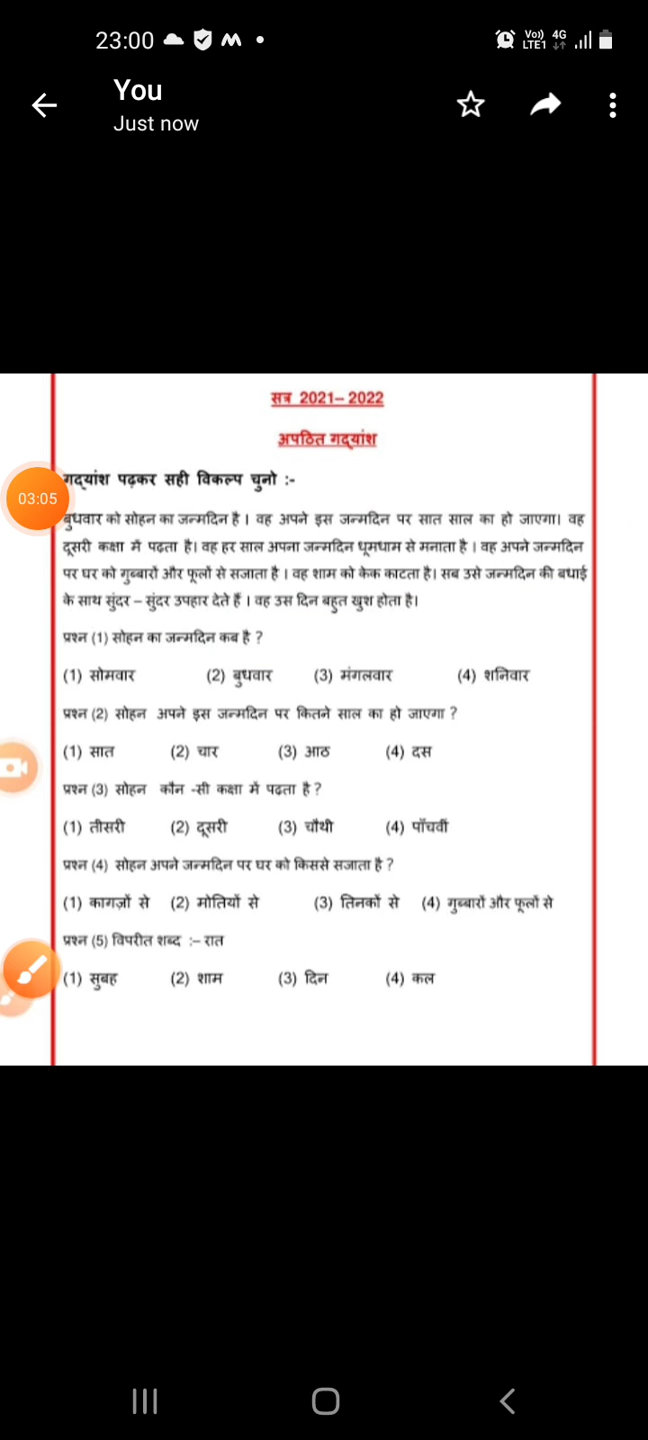 23:00
Vo)) 4G
LTE1
You
Just now
सत्र 2021– 2022
अपठित गद्यांश
गद्यांश पढ़कर सही विकल्प चुनो :-
03:05
बुधवार को सोहन का जन्मदिन है । वह अपने इस जन्मदिन पर सात साल का हो जाएगा। वह
दूसरी कक्षा में पढता है। वह हर साल अपना जन्मदिन धूमधाम से मनाता है । वह अपने जन्मदिन
पर घर को गुब्बारों और फूलों से सजाता है । वह शाम को केक काटता है। सब उसे जन्मदिन की बधाई
के साथ सुंदर – सुंदर उपहार देते हैं । वह उस दिन बहुत खुश होता है।
प्रश्न (1) सोहन का जन्मदिन कब है ?
(1) सोमवार (2) बुधवार (3) मंगलवार (4) शनिवार
प्रश्न (2) सोहन अपने इस जन्मदिन पर कितने साल का हो जाएगा ?
(1) सात (2) चार (3) आठ (4) दस
प्रश्न (3) सोहन कौन -सी कक्षा में पढता है ?
(1) तीसरी (2) दूसरी (3) चौथी (4) पाँचवीं
प्रश्न (4) सोहन अपने जन्मदिन पर घर को किससे सजाता है ?
(1) कागज़ों से (2) मोतियों से (3) तिनकों से (4) गुब्बारों और फूलों से
प्रश्न (5) विपरीत शब्द :– रात
(1) सुबह (2) शाम (3) दिन (4) कल